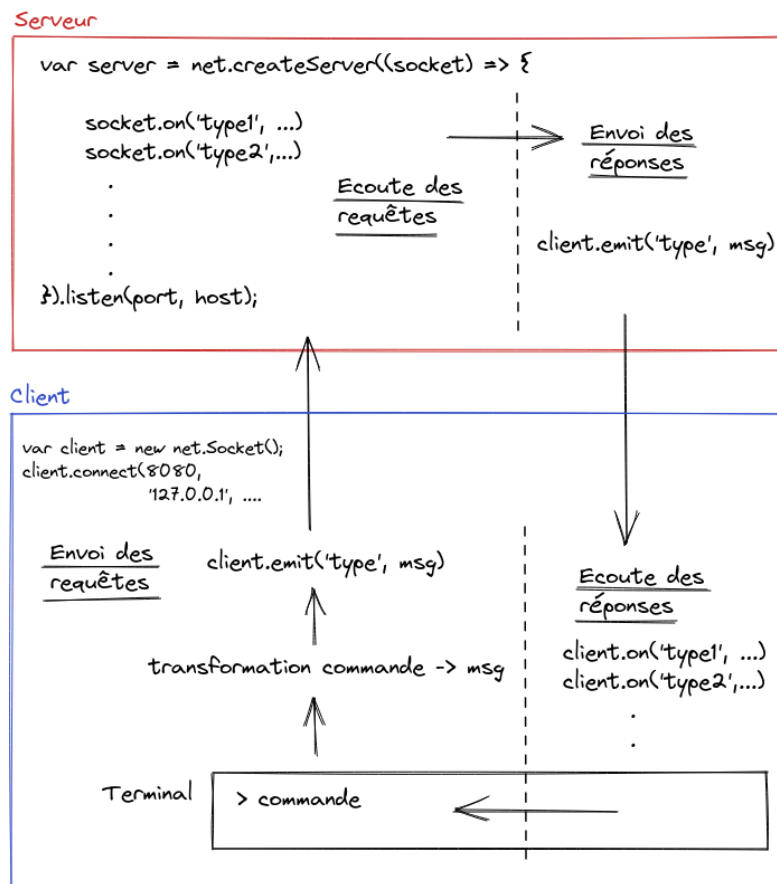 Serveur
var server = net.createServer((socket) => {
socket.on('type1', ...)
socket.on('type2',...)
.
.
.
.
}).listen(port, host);
Ecoute des
requêtes
Envoi des
réponses
client.emit('type', msg)
Client
var client = new net.Socket();
client.connect(8080,
'127.0.0.1', ....
Envoi des
requêtes
client.emit('type', msg)
transformation commande -> msg
Terminal
> commande
Ecoute des
réponses
client.on('type1', ...)
client.on('type2',...)
.
.